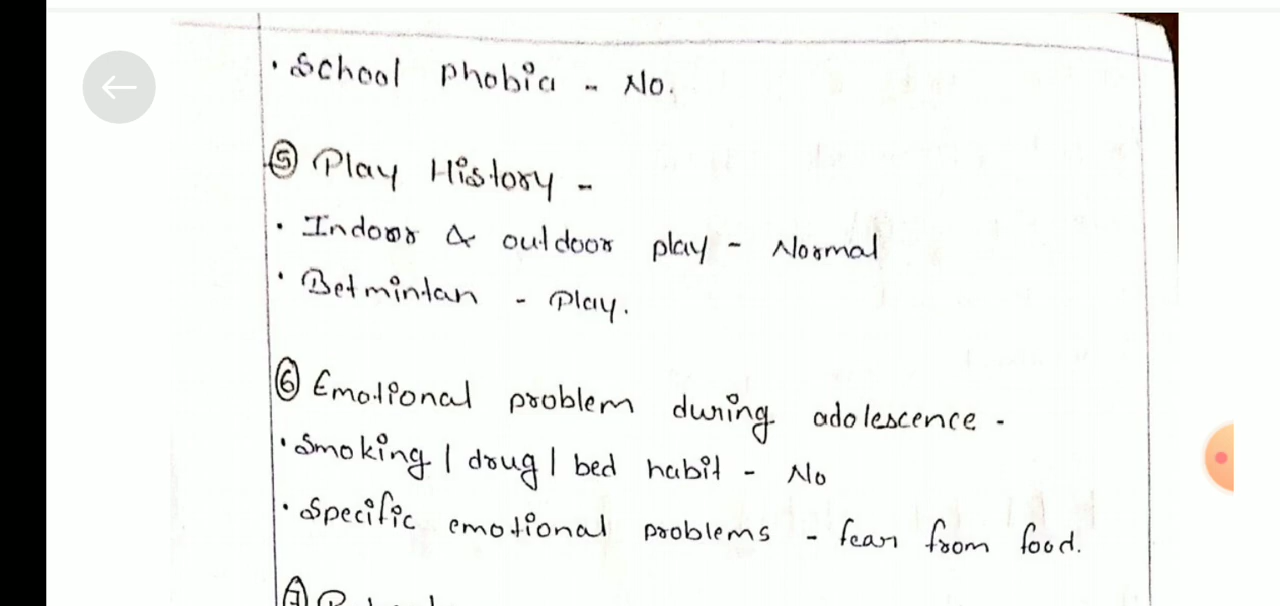 • School phobia - No.
⑤ Play History -
• Indoor & outdoor play - Normal
• Betmintan - Play.
⑥ Emotional problem during adolescence -
• Smoking / drug / bed habit - No
• Specific emotional problems - fear from food.
⑦